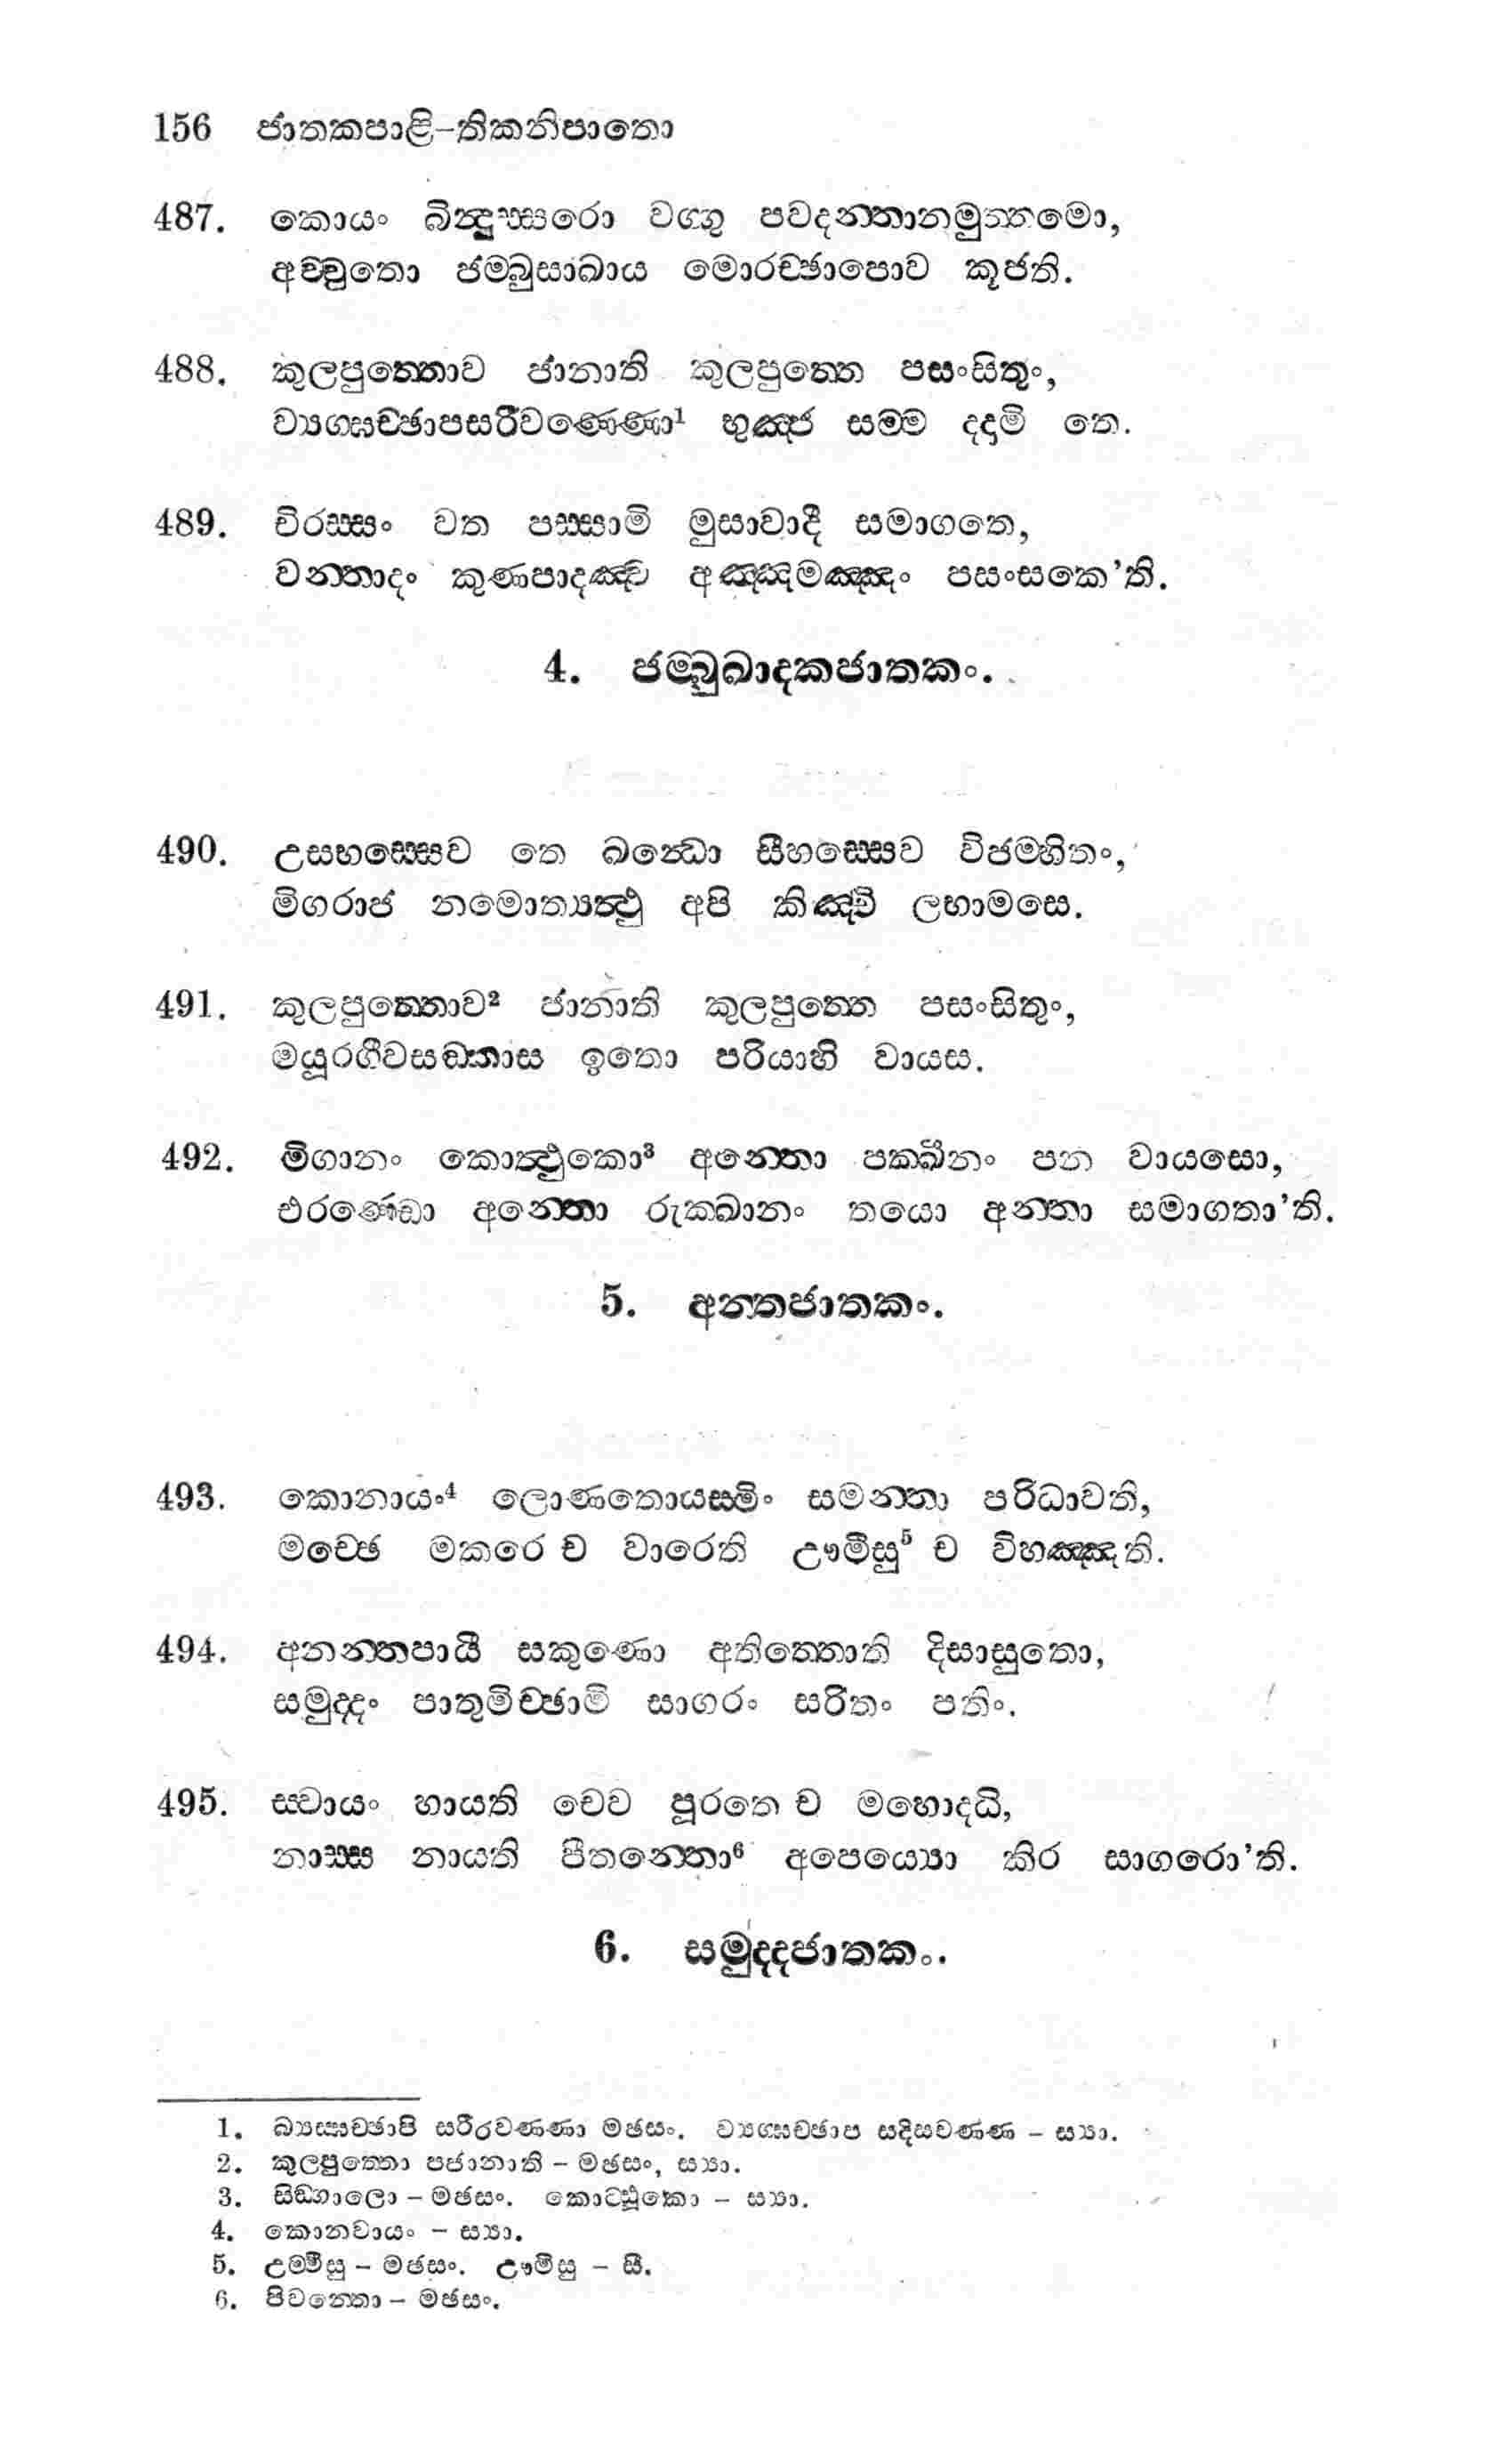 156 ජාතකපාළි-තිකනිපාතො
487. කොයං බින්‍දුස්සරො වග්ගු පවදන්තානමුත්තමො,
අච්චුතො ජම්බුසාඛාය මොරච්ඡාපොව කූජති.
488. කුලපුත්තොව ජානාති කුලපුත්තෙ පසංසිතුං,
ව්‍යග්ඝච්ඡාපසරීවණ්ණො¹ භුඤ්ජ සම්ම දදාමි තෙ.
489. චිරස්සං වත පස්සාමි මුසාවාදී සමාගතෙ,
වන්තාදං කුණපාදඤ්ච අඤ්ඤමඤ්ඤං පසංසකෙ’ති.
4. ජම්බුඛාදකජාතකං.
490. උසභස්සෙව තෙ ඛන්‍ධො සීහස්සෙව විජම්හිතං,
මිගරාජ නමොත්‍යත්‍ථු අපි කිඤ්චි ලභාමසෙ.
491. කුලපුත්තොව² ජානාති කුලපුත්තෙ පසංසිතුං,
මයූරගීවසඞ්කාස ඉතො පරියාහි වායස.
492. මිගානං කොත්‍ථුකො³ අන්තො පක්ඛීනං පන වායසො,
එරණ්ඩො අන්තො රුක්ඛානං තයො අන්තා සමාගතා’ති.
5. අන්තජාතකං.
493. කොනායං⁴ ලොණතොයස්මිං සමන්තා පරිධාවති,
මච්ඡෙ මකරෙ ච වාරෙති ඌමීසු⁵ ච විහඤ්ඤති.
494. අනන්තපායී සකුණො අතිත්තොති දිසාසුතො,
සමුද්දං පාතුමිච්ඡාමි සාගරං සරිතං පතිං.
495. ස්වායං හායති චෙව පූරතෙ ච මහොදධි,
නාස්ස නායති පීතන්තො⁶ අපෙය්‍යො කිර සාගරො’ති.
6. සමුද්දජාතකං.
1. බ්‍යග්ඝච්ඡාපි සරීරවණ්ණා මඡසං. ව්‍යග්ඝච්ඡාප සදිසවණ්ණ - ස්‍යා.
2. කුලපුත්තො පජානාති - මඡසං, ස්‍යා.
3. සිඞ්ගාලො - මඡසං. කොට්ඨුකො - ස්‍යා.
4. කොනවායං - ස්‍යා.
5. උම්මීසු - මඡසං. ඌමිසු - සී.
6. පිවන්තො - මඡසං.